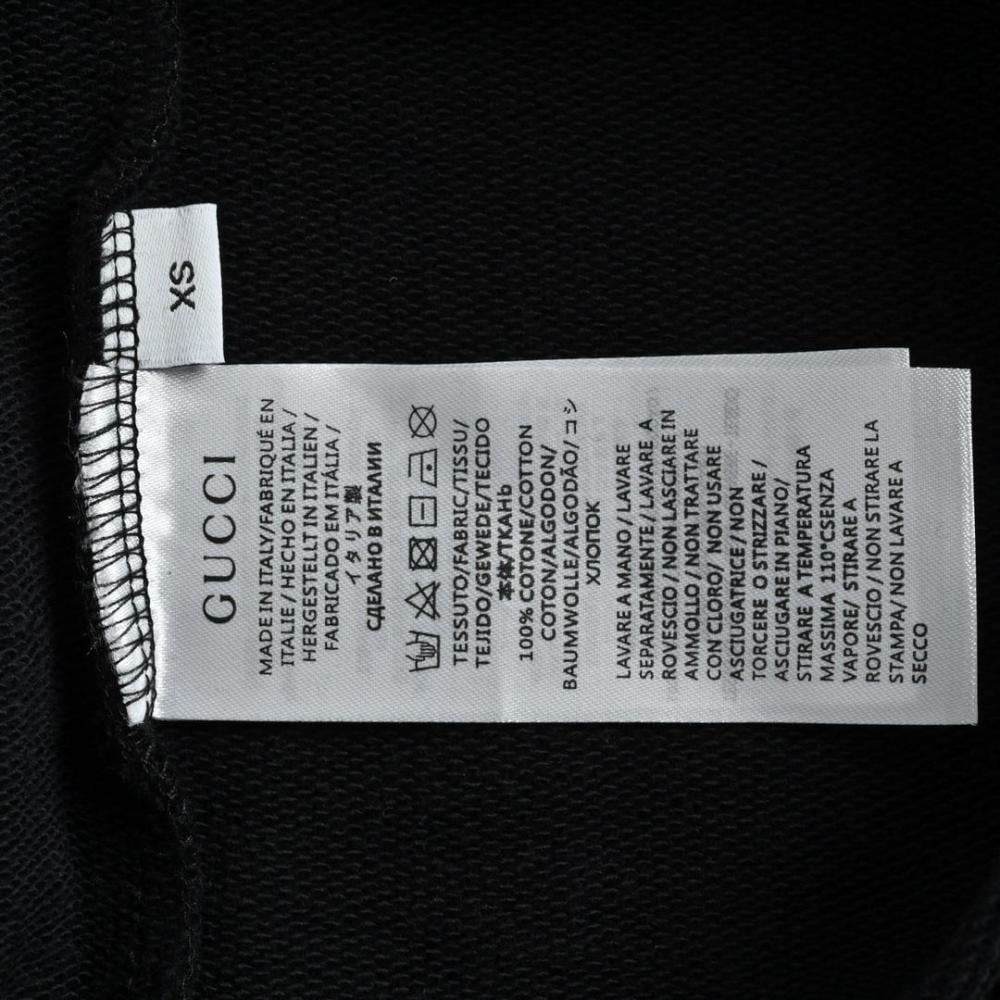 XS
GUCCI
MADE IN ITALY/FABRIQUÉ EN
ITALIE / HECHO EN ITALIA /
HERGESTELLT IN ITALIEN /
FABRICADO EM ITÁLIA /
イタリア製
СДЕЛАНО В ИТАЛИИ
TESSUTO/FABRIC/TISSU/
TEJIDO/GEWEDE/TECIDO
本体/ТКАНЬ
100% COTONE/COTTON
COTON/ALGODON/
BAUMWOLLE/ALGODÃO/コシ
ХЛОПОК
LAVARE A MANO / LAVARE
SEPARATAMENTE / LAVARE A
ROVESCIO / NON LASCIARE IN
AMMOLLO / NON TRATTARE
CON CLORO/ NON USARE
ASCIUGATRICE / NON
TORCERE O STRIZZARE /
ASCIUGARE IN PIANO/
STIRARE A TEMPERATURA
MASSIMA 110°CSENZA
VAPORE/ STIRARE A
ROVESCIO / NON STIRARE LA
STAMPA/ NON LAVARE A
SECCO